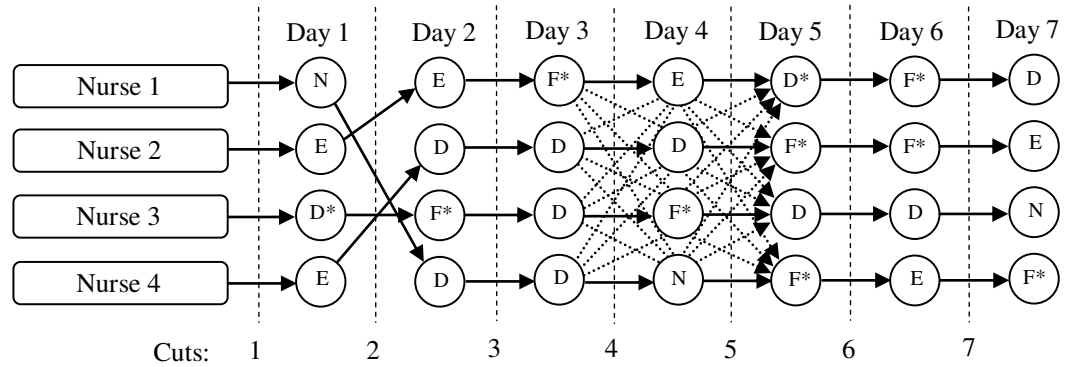 Day 1 Day 2 Day 3 Day 4 Day 5 Day 6 Day 7
Nurse 1 N E F* E D* F* D
Nurse 2 E D D D F* F* E
Nurse 3 D* F* D F* D D N
Nurse 4 E D D N F* E F*
Cuts: 1 2 3 4 5 6 7